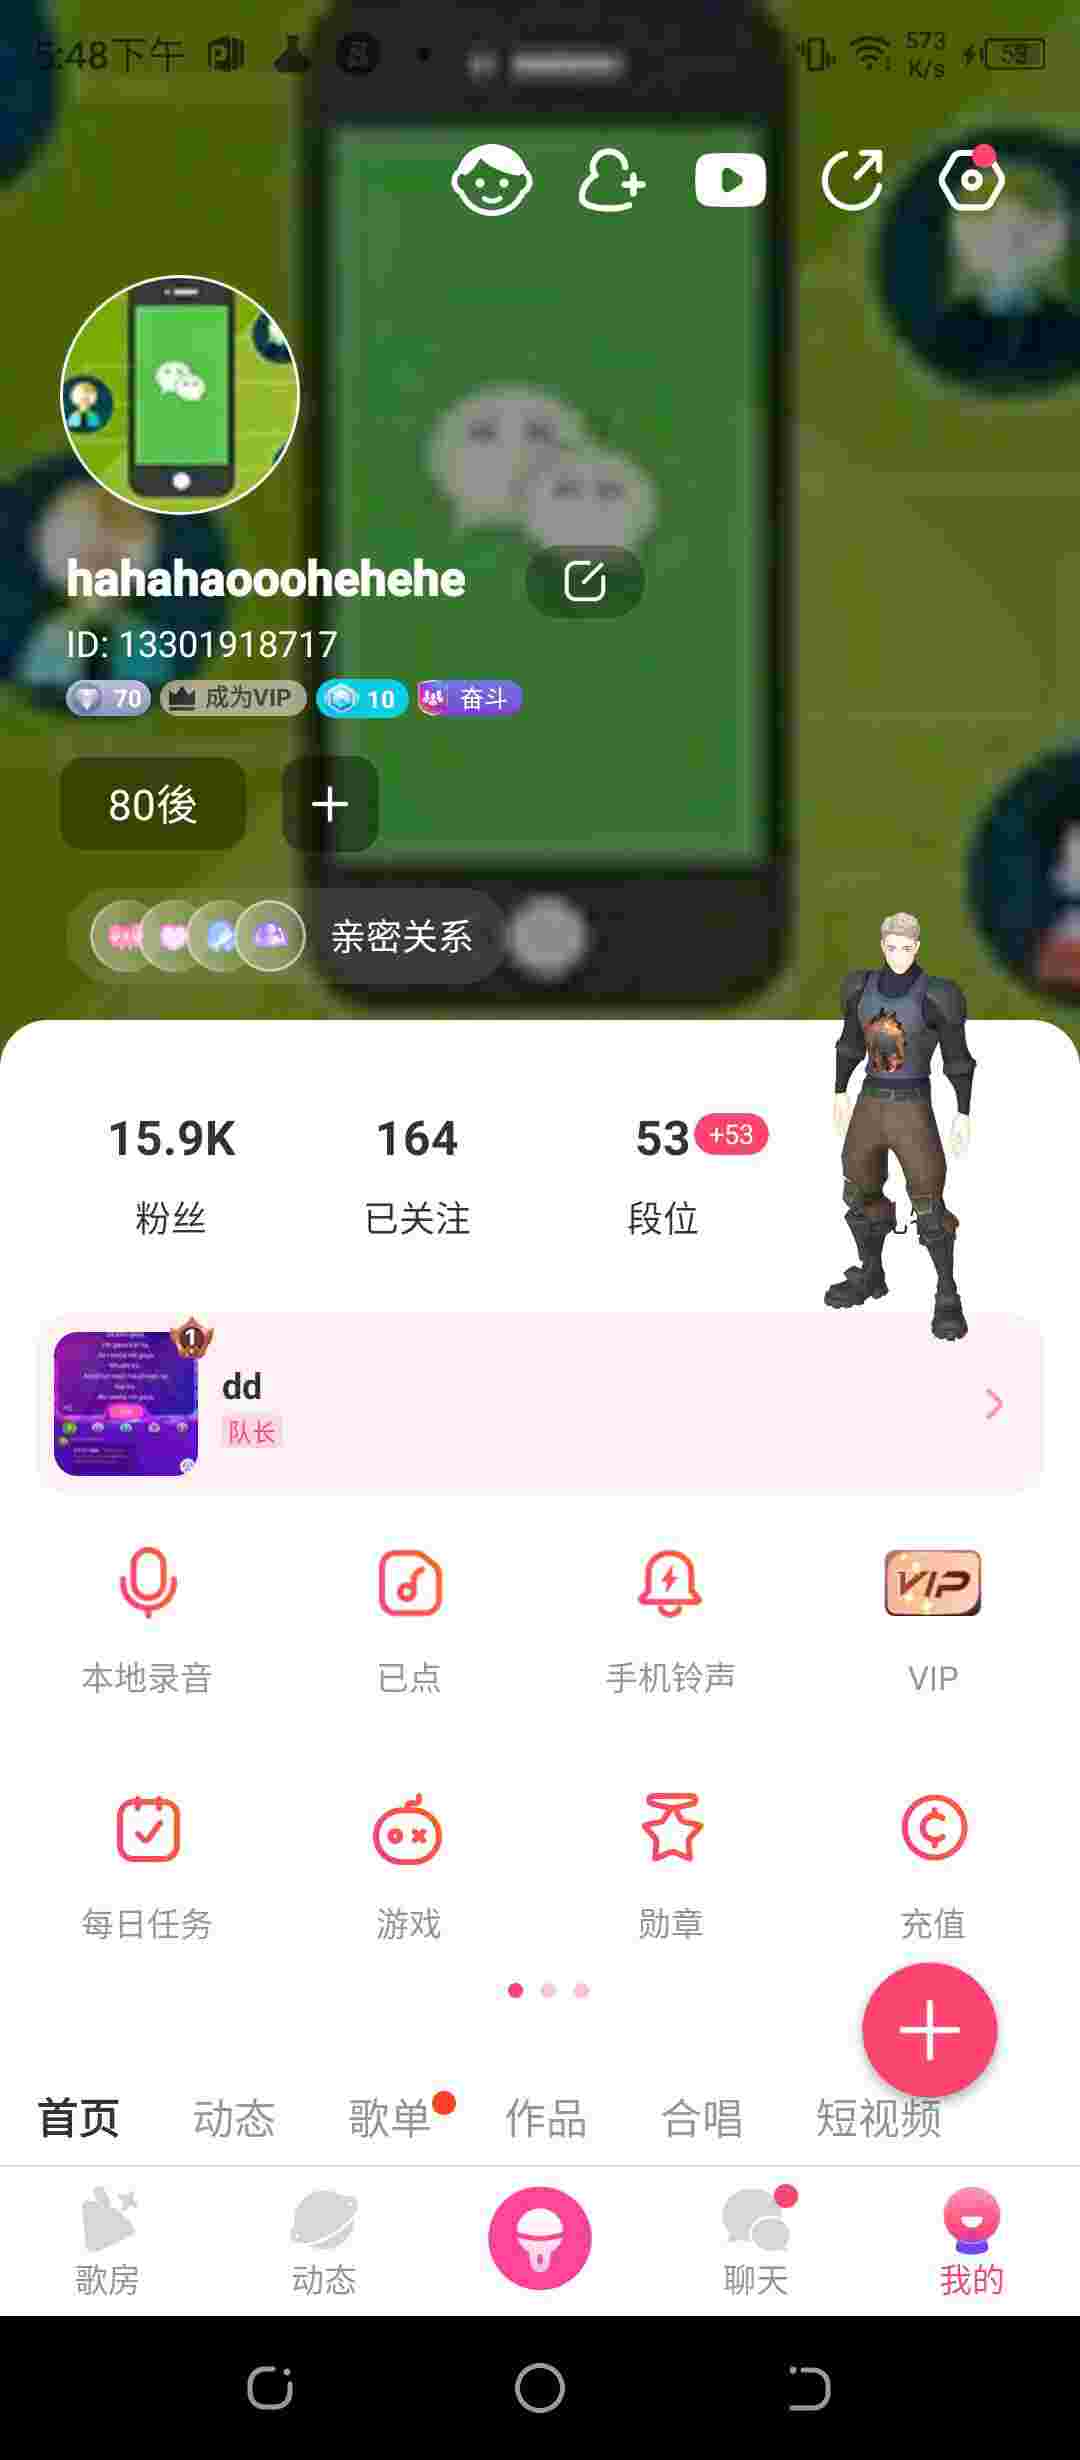 5:48下午
573
K/s
59
hahahaooohehehe
ID: 13301918717
70
成为VIP
10
奋斗
80後
亲密关系
15.9K
164
53
+53
粉丝
已关注
段位
1
dd
队长
本地录音
已点
手机铃声
VIP
VIP
每日任务
游戏
勋章
充值
首页
动态
歌单
作品
合唱
短视频
歌房
动态
聊天
我的